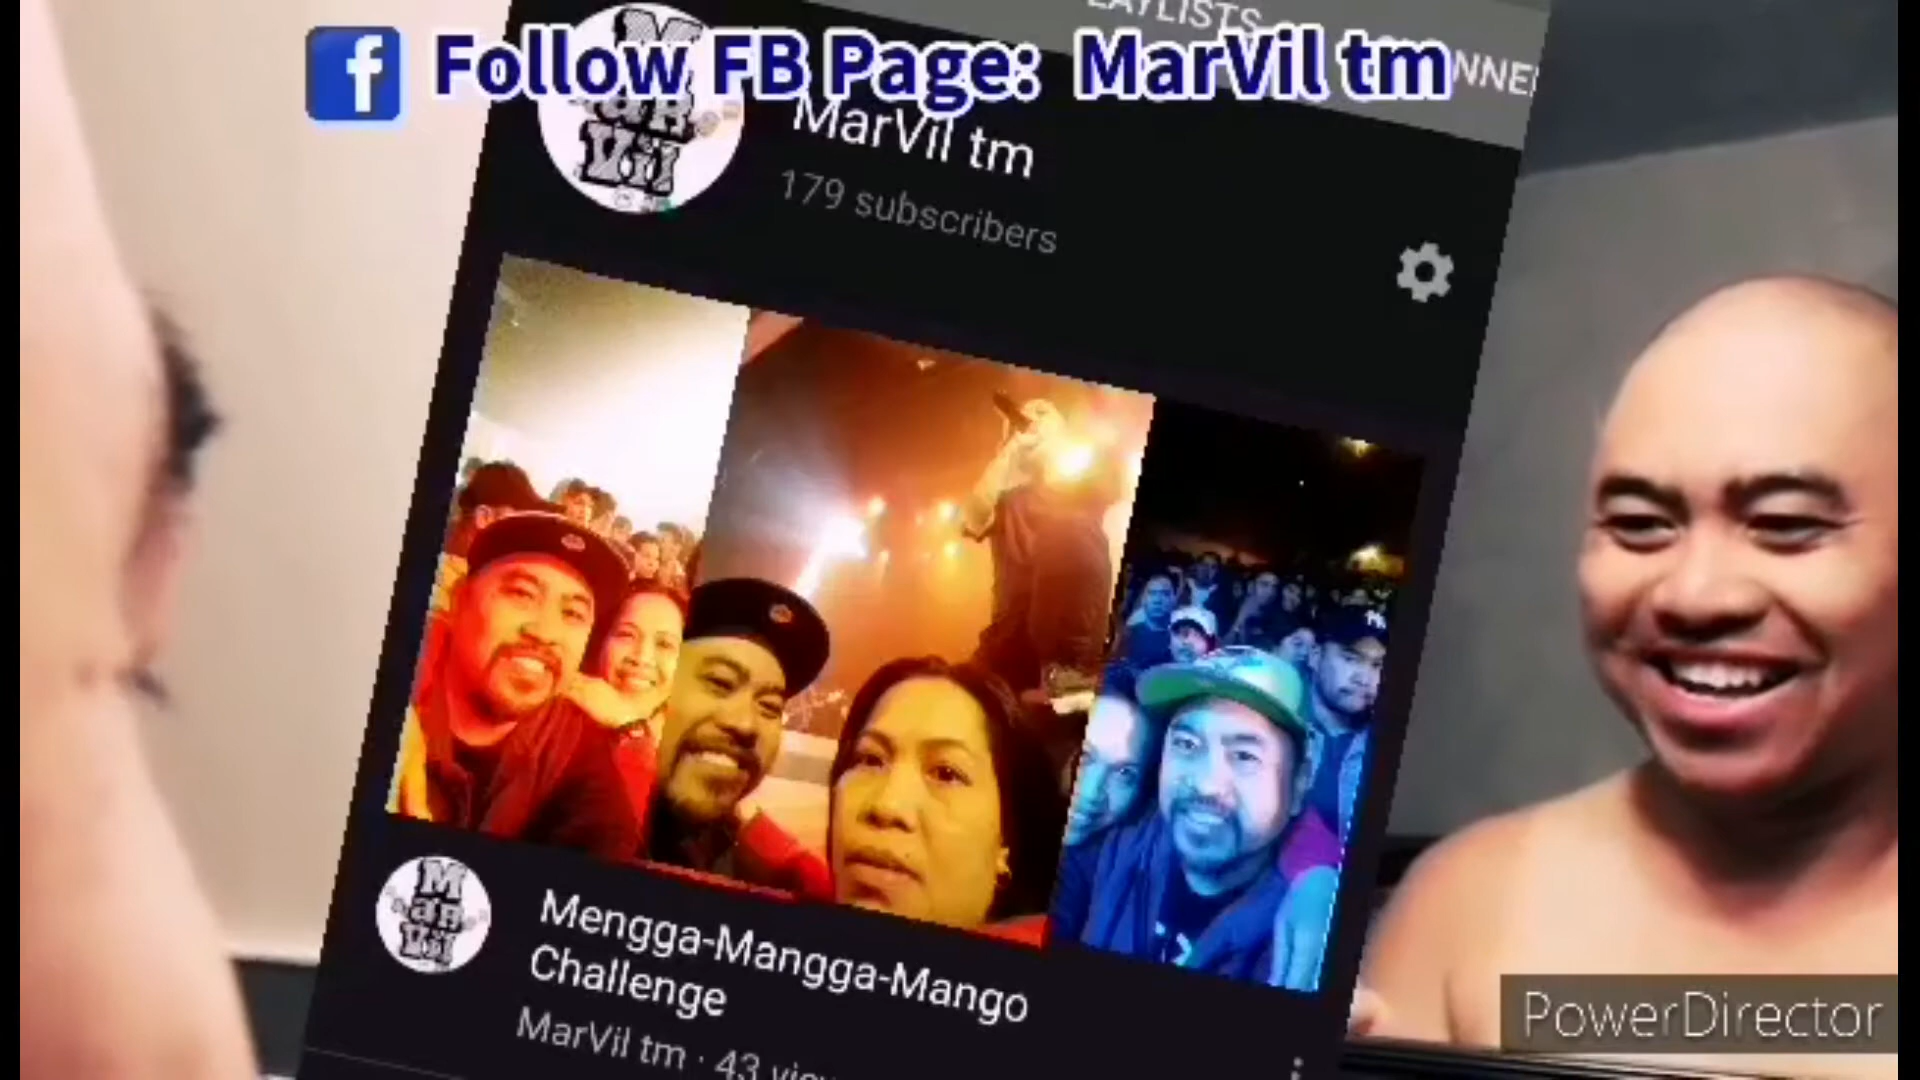 Follow FB Page: MarVil tm
MarVil tm
179 subscribers
Mengga-Mangga-Mango
Challenge
MarVil tm · 43
PowerDirector